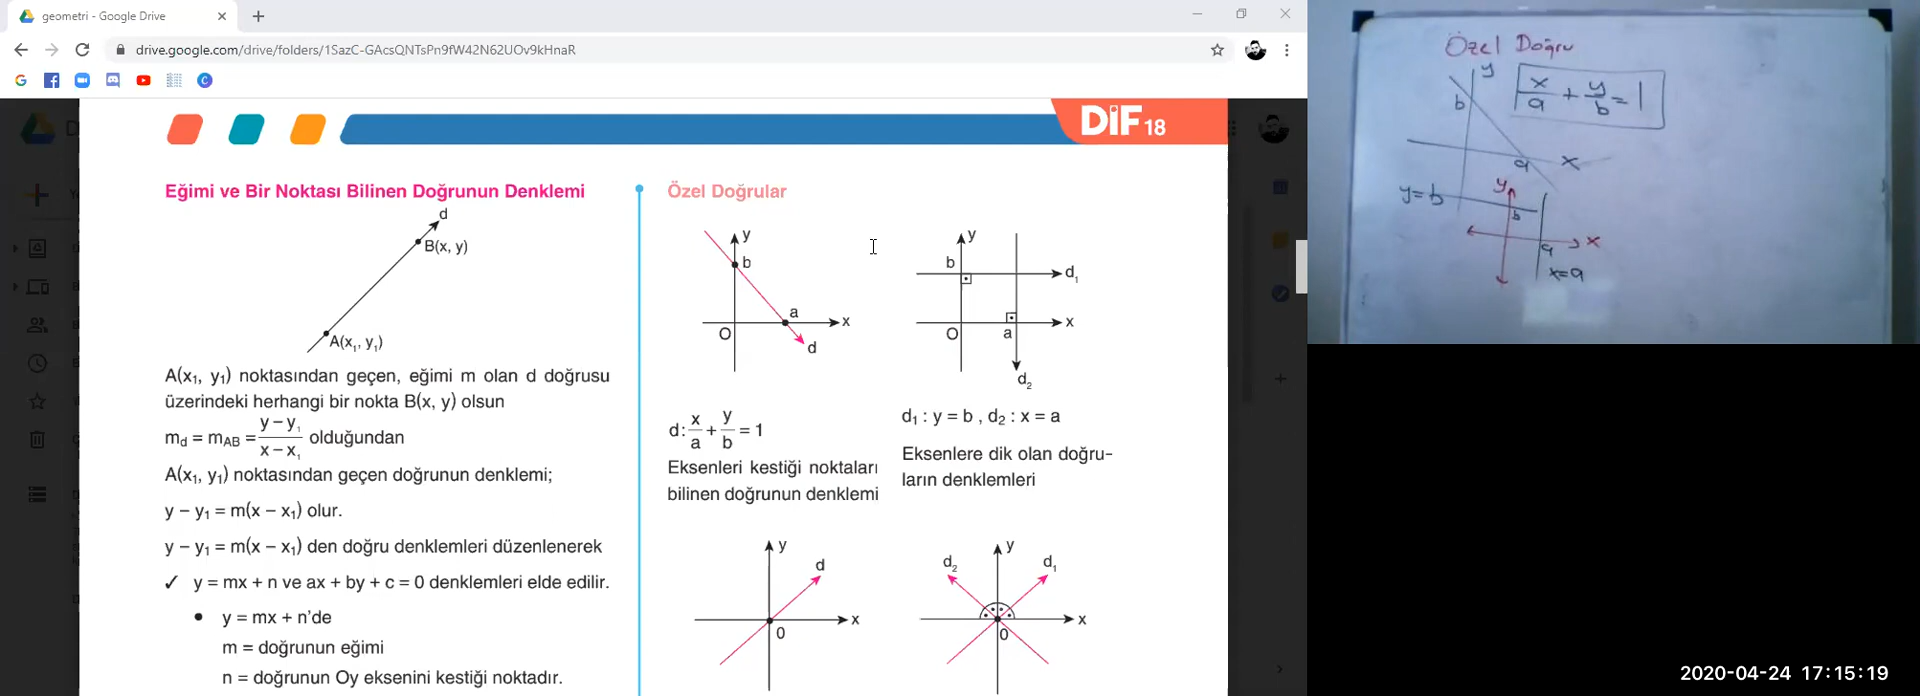 geometri - Google Drive
drive.google.com/drive/folders/1SazC-GAcsQNTsPn9fW42N62UOv9kHnaR
DİF 18
Eğimi ve Bir Noktası Bilinen Doğrunun Denklemi
d
B(x, y)
A(x₁, y₁)
A(x₁, y₁) noktasından geçen, eğimi m olan d doğrusu
üzerindeki herhangi bir nokta B(x, y) olsun
m_d = m_AB = (y – y₁)/(x – x₁) olduğundan
A(x₁, y₁) noktasından geçen doğrunun denklemi;
y – y₁ = m(x – x₁) olur.
y – y₁ = m(x – x₁) den doğru denklemleri düzenlenerek
✓ y = mx + n ve ax + by + c = 0 denklemleri elde edilir.
• y = mx + n'de
m = doğrunun eğimi
n = doğrunun Oy eksenini kestiği noktadır.
Özel Doğrular
y
b
a
x
O
d
d: x/a + y/b = 1
Eksenleri kestiği noktaları
bilinen doğrunun denklemi
y
b
d₁
x
O
a
d₂
d₁ : y = b , d₂ : x = a
Eksenlere dik olan doğru-
ların denklemleri
y
d
x
0
y
d₂
d₁
x
0
Özel Doğru
y
b
x/a + y/b = 1
a
x
y = b
y
b
x
a
x = a
2020-04-24 17:15:19